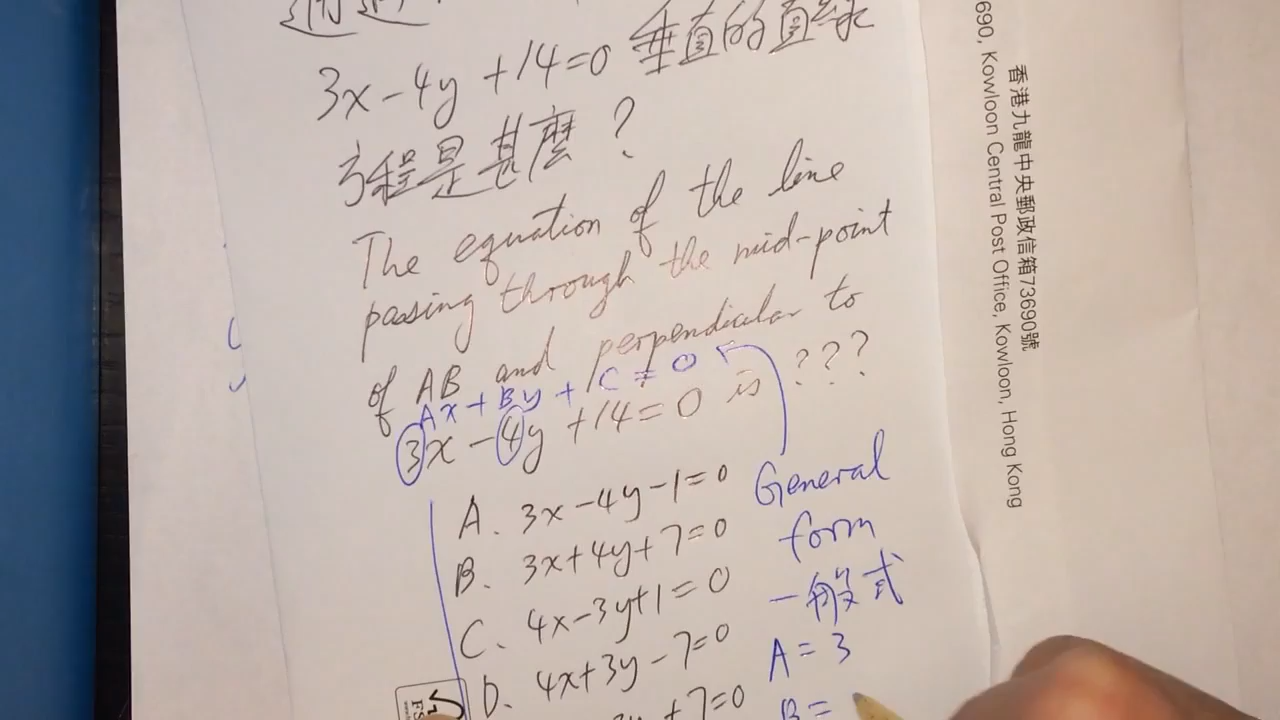 3x-4y+14=0 垂直的直線
方程是甚麼?
The equation of the line
passing through the mid-point
of AB and perpendicular to
Ax + By + C = 0
3x-4y+14=0 is ???
A. 3x-4y-1=0
B. 3x+4y+7=0
C. 4x-3y+1=0
D. 4x+3y-7=0
+7=0
General
form
一般式
A = 3
B =
香港九龍中央郵政信箱73690號
690, Kowloon Central Post Office, Kowloon, Hong Kong